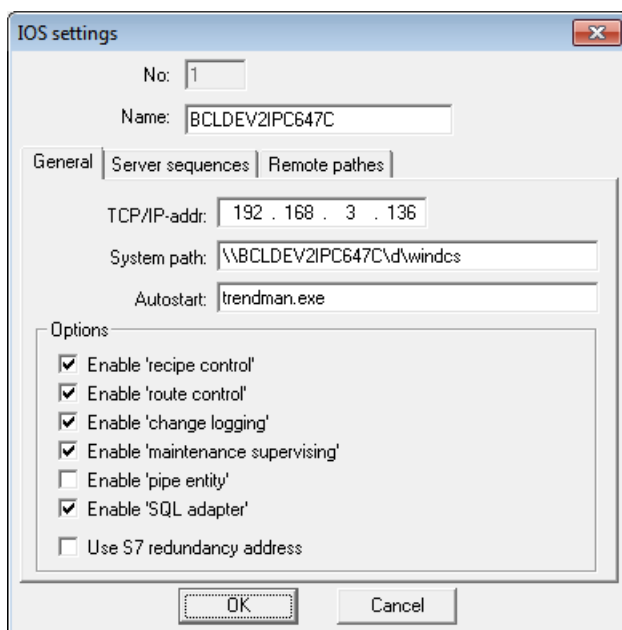 IOS settings
No: 1
Name: BCLDEV2IPC647C
General Server sequences Remote pathes
TCP/IP-addr: 192 . 168 . 3 . 136
System path: \\BCLDEV2IPC647C\d\windcs
Autostart: trendman.exe
Options
Enable 'recipe control'
Enable 'route control'
Enable 'change logging'
Enable 'maintenance supervising'
Enable 'pipe entity'
Enable 'SQL adapter'
Use S7 redundancy address
OK Cancel